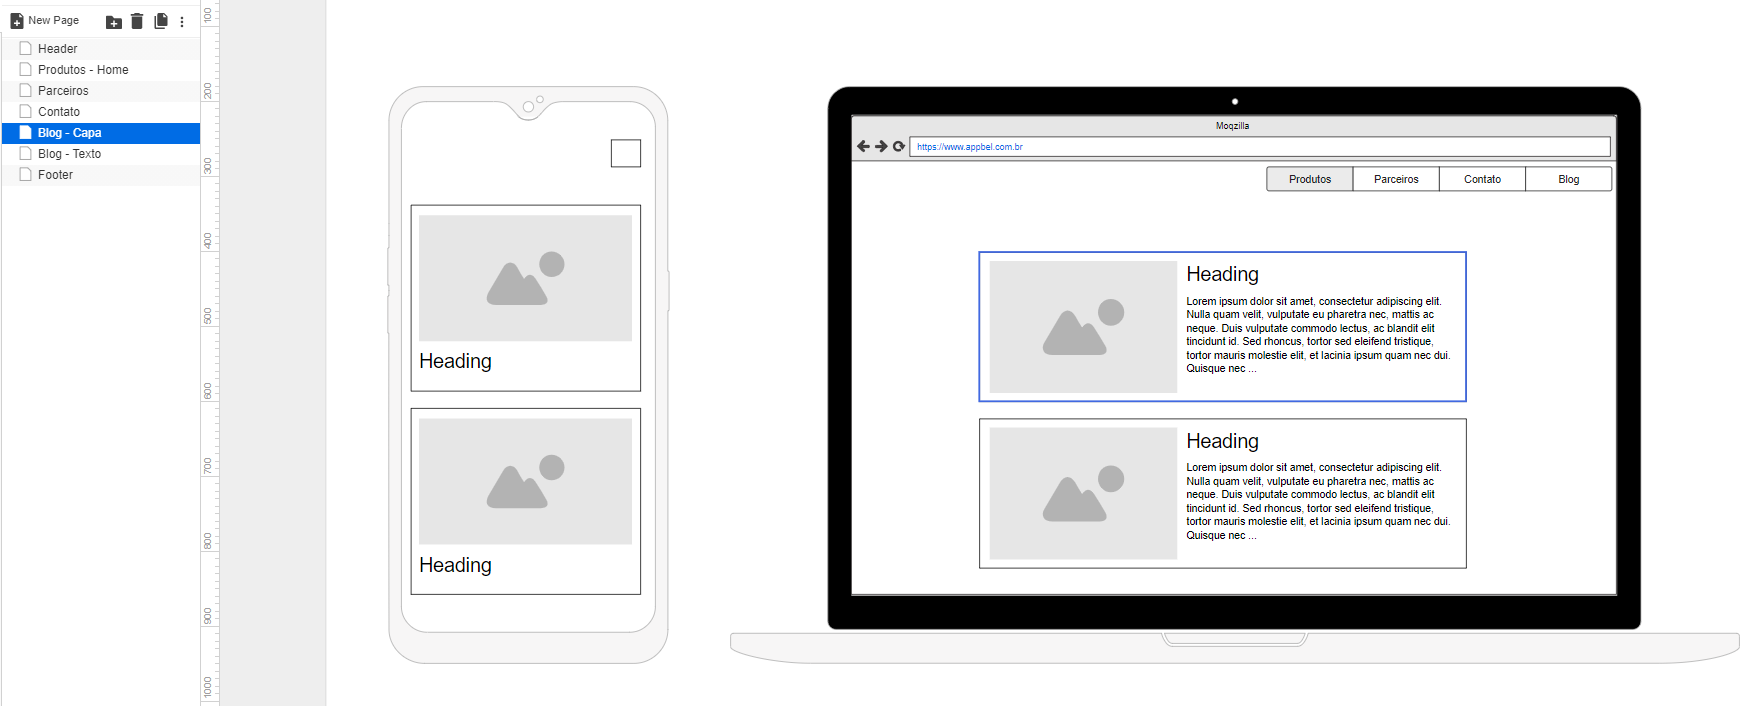 New Page
Header
Produtos - Home
Parceiros
Contato
Blog - Capa
Blog - Texto
Footer
100
200
300
400
500
600
700
800
900
1000
Heading
Heading
Moqzilla
https://www.appbel.com.br
Produtos
Parceiros
Contato
Blog
Heading
Lorem ipsum dolor sit amet, consectetur adipiscing elit.
Nulla quam velit, vulputate eu pharetra nec, mattis ac
neque. Duis vulputate commodo lectus, ac blandit elit
tincidunt id. Sed rhoncus, tortor sed eleifend tristique,
tortor mauris molestie elit, et lacinia ipsum quam nec dui.
Quisque nec ...
Heading
Lorem ipsum dolor sit amet, consectetur adipiscing elit.
Nulla quam velit, vulputate eu pharetra nec, mattis ac
neque. Duis vulputate commodo lectus, ac blandit elit
tincidunt id. Sed rhoncus, tortor sed eleifend tristique,
tortor mauris molestie elit, et lacinia ipsum quam nec dui.
Quisque nec ...